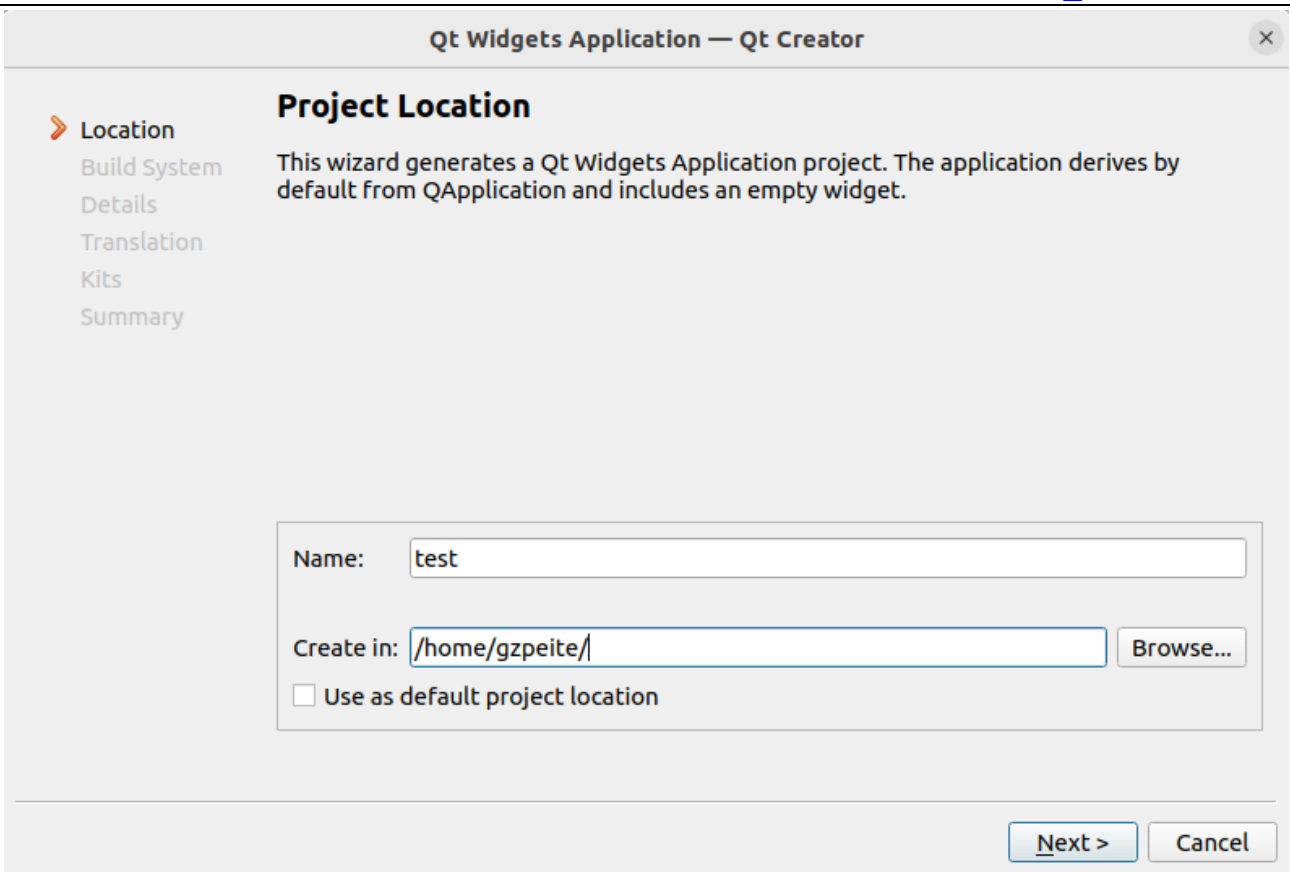 Qt Widgets Application — Qt Creator
Location
Build System
Details
Translation
Kits
Summary
Project Location
This wizard generates a Qt Widgets Application project. The application derives by
default from QApplication and includes an empty widget.
Name: test
Create in: /home/gzpeite/ Browse...
Use as default project location
Next > Cancel